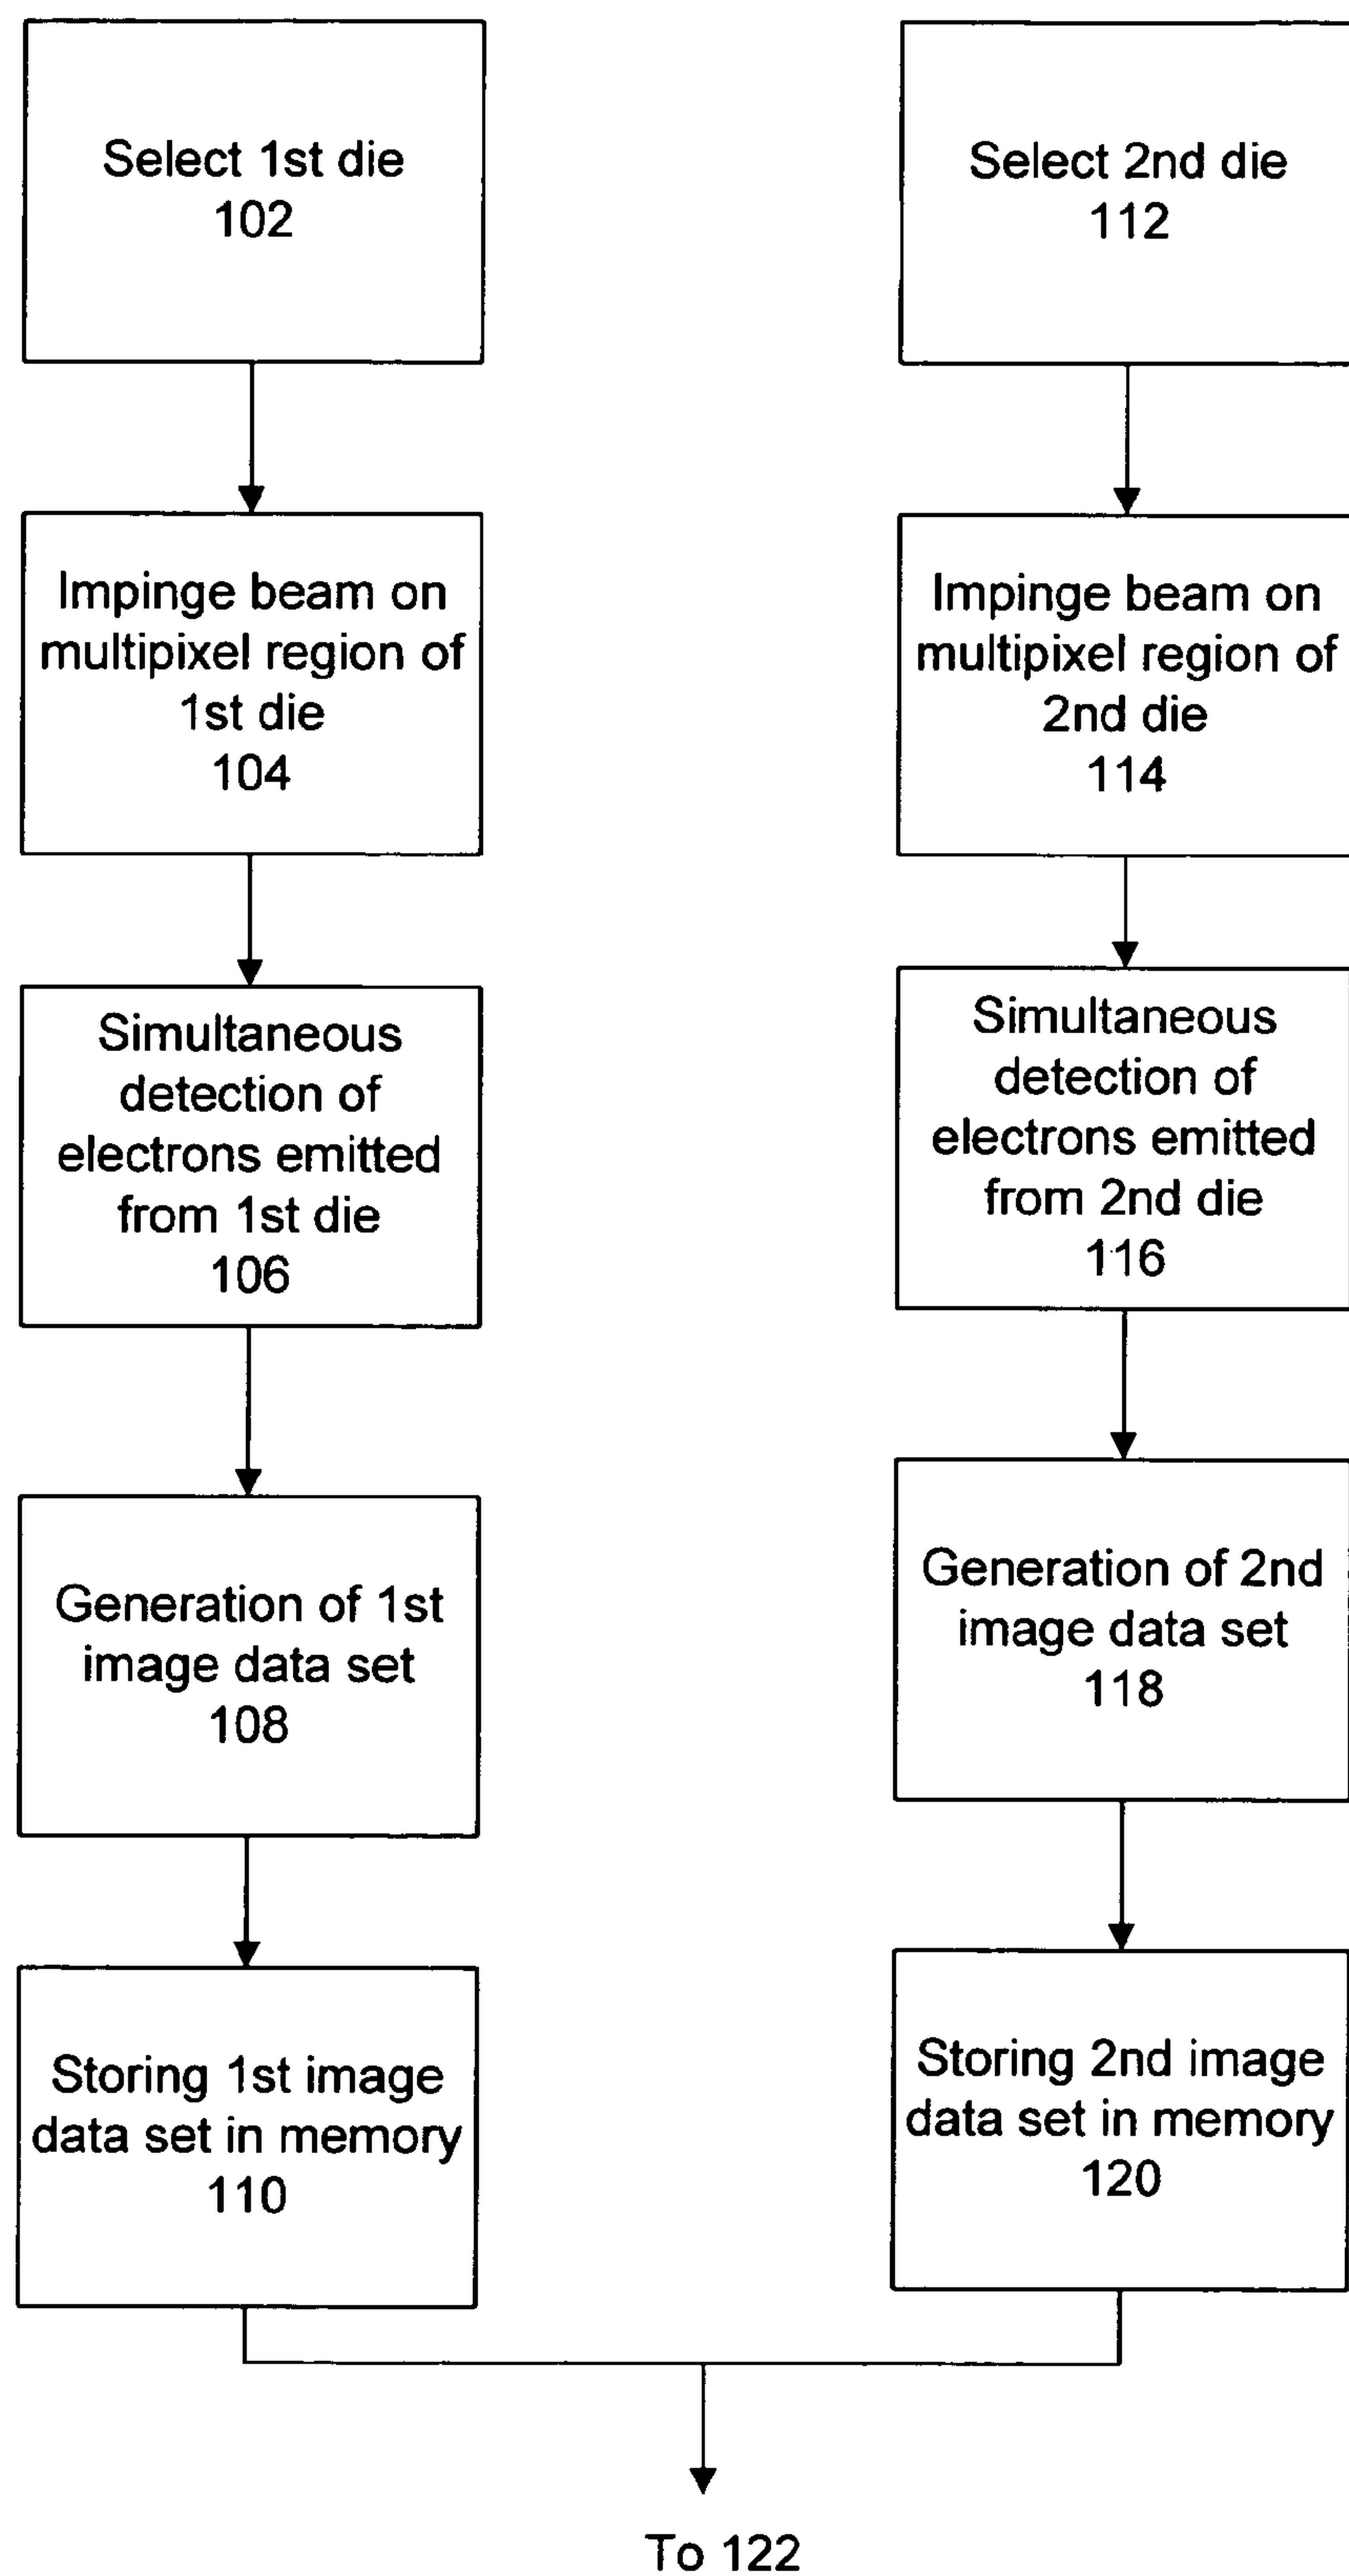 Select 1st die
102
Impinge beam on
multipixel region of
1st die
104
Simultaneous
detection of
electrons emitted
from 1st die
106
Generation of 1st
image data set
108
Storing 1st image
data set in memory
110
Select 2nd die
112
Impinge beam on
multipixel region of
2nd die
114
Simultaneous
detection of
electrons emitted
from 2nd die
116
Generation of 2nd
image data set
118
Storing 2nd image
data set in memory
120
To 122